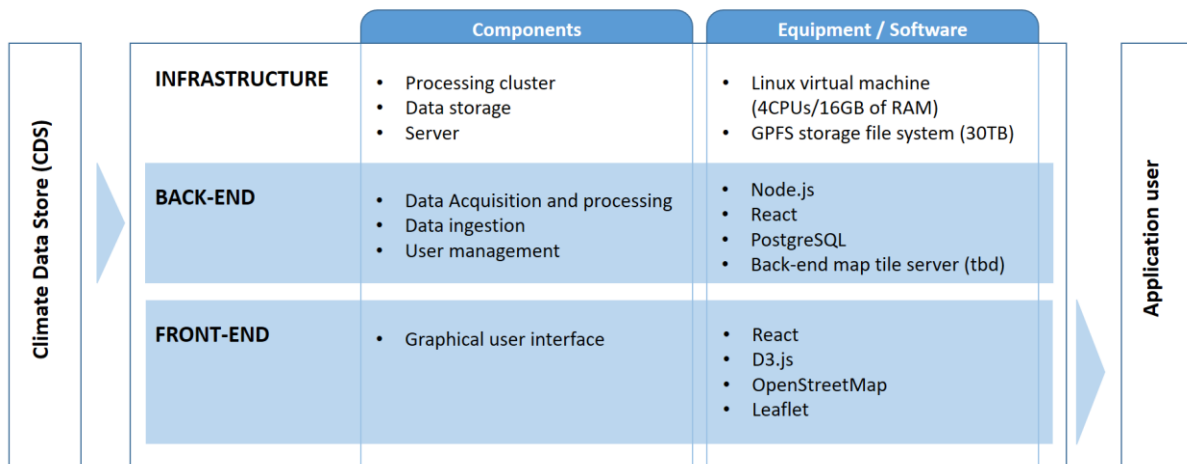 Components
Equipment / Software
Climate Data Store (CDS)
INFRASTRUCTURE
• Processing cluster
• Data storage
• Server
• Linux virtual machine
(4CPUs/16GB of RAM)
• GPFS storage file system (30TB)
BACK-END
• Data Acquisition and processing
• Data ingestion
• User management
• Node.js
• React
• PostgreSQL
• Back-end map tile server (tbd)
FRONT-END
• Graphical user interface
• React
• D3.js
• OpenStreetMap
• Leaflet
Application user